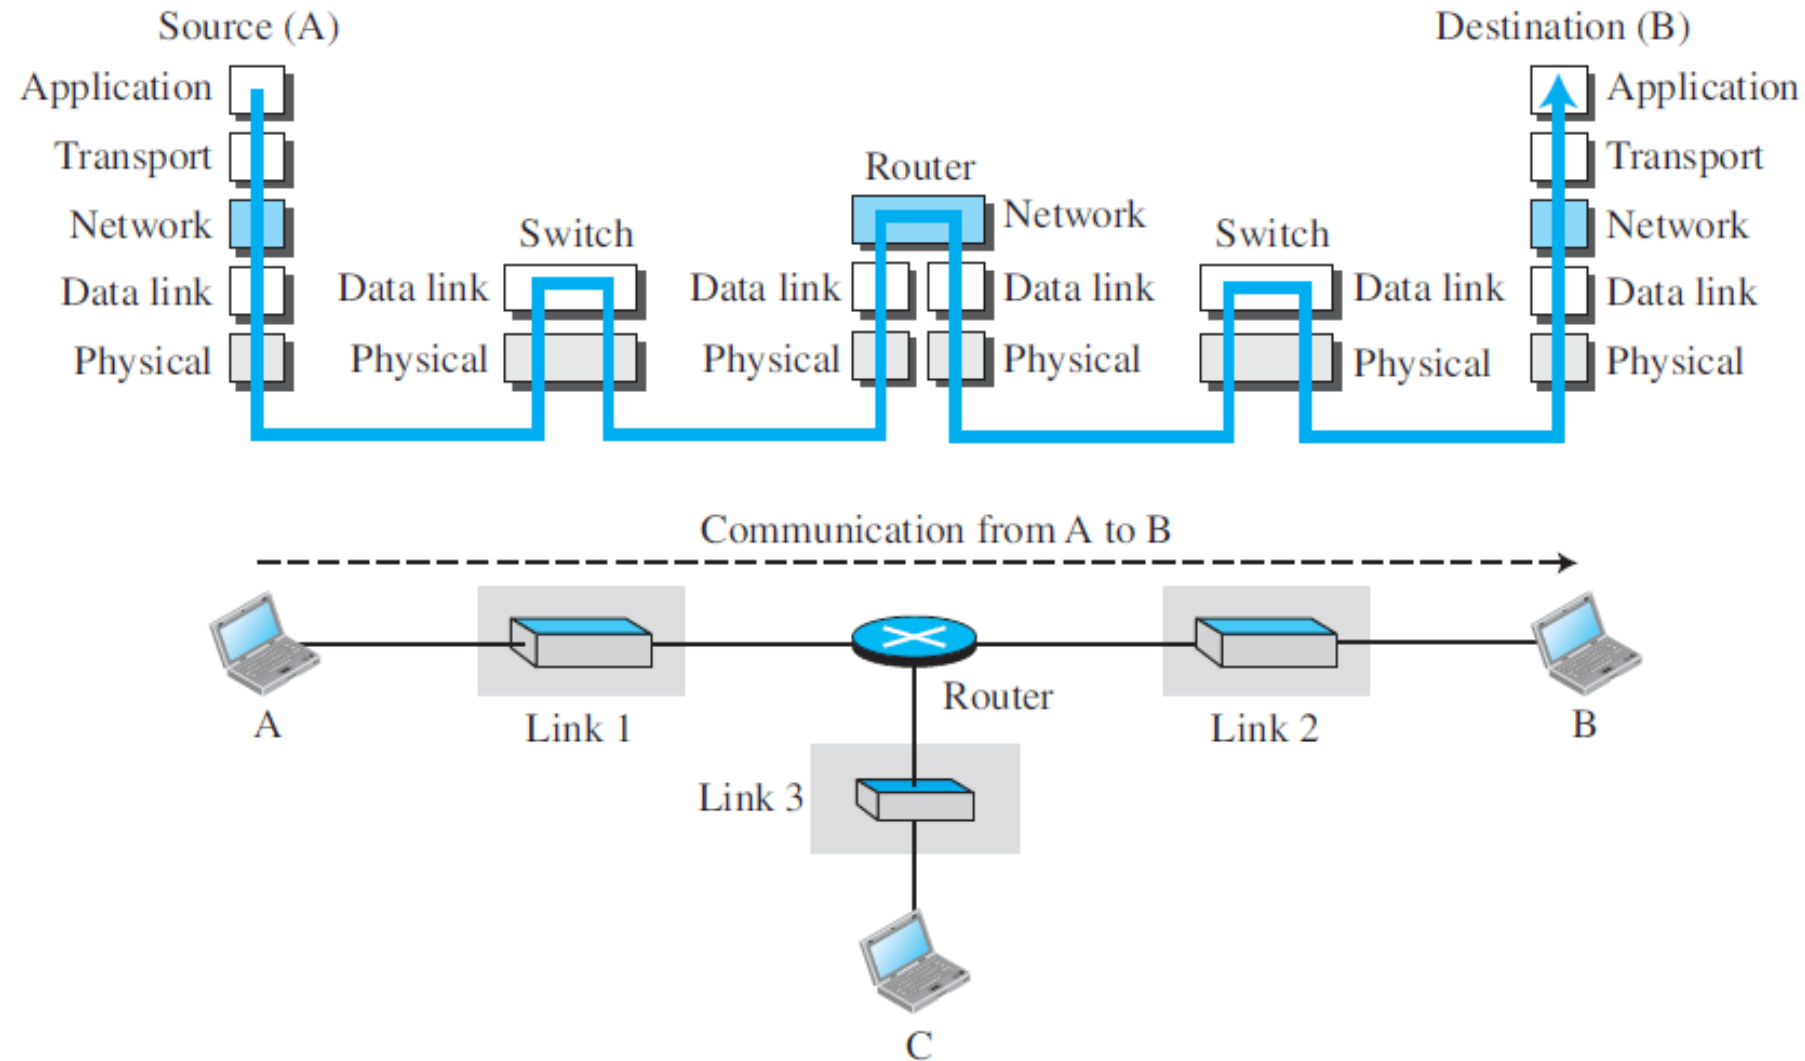 Source (A)
Destination (B)
Application
Application
Transport
Transport
Router
Network
Switch
Network
Switch
Network
Data link
Data link
Data link
Data link
Data link
Data link
Physical
Physical
Physical
Physical
Physical
Physical
Communication from A to B
A
Link 1
Router
Link 2
B
Link 3
C